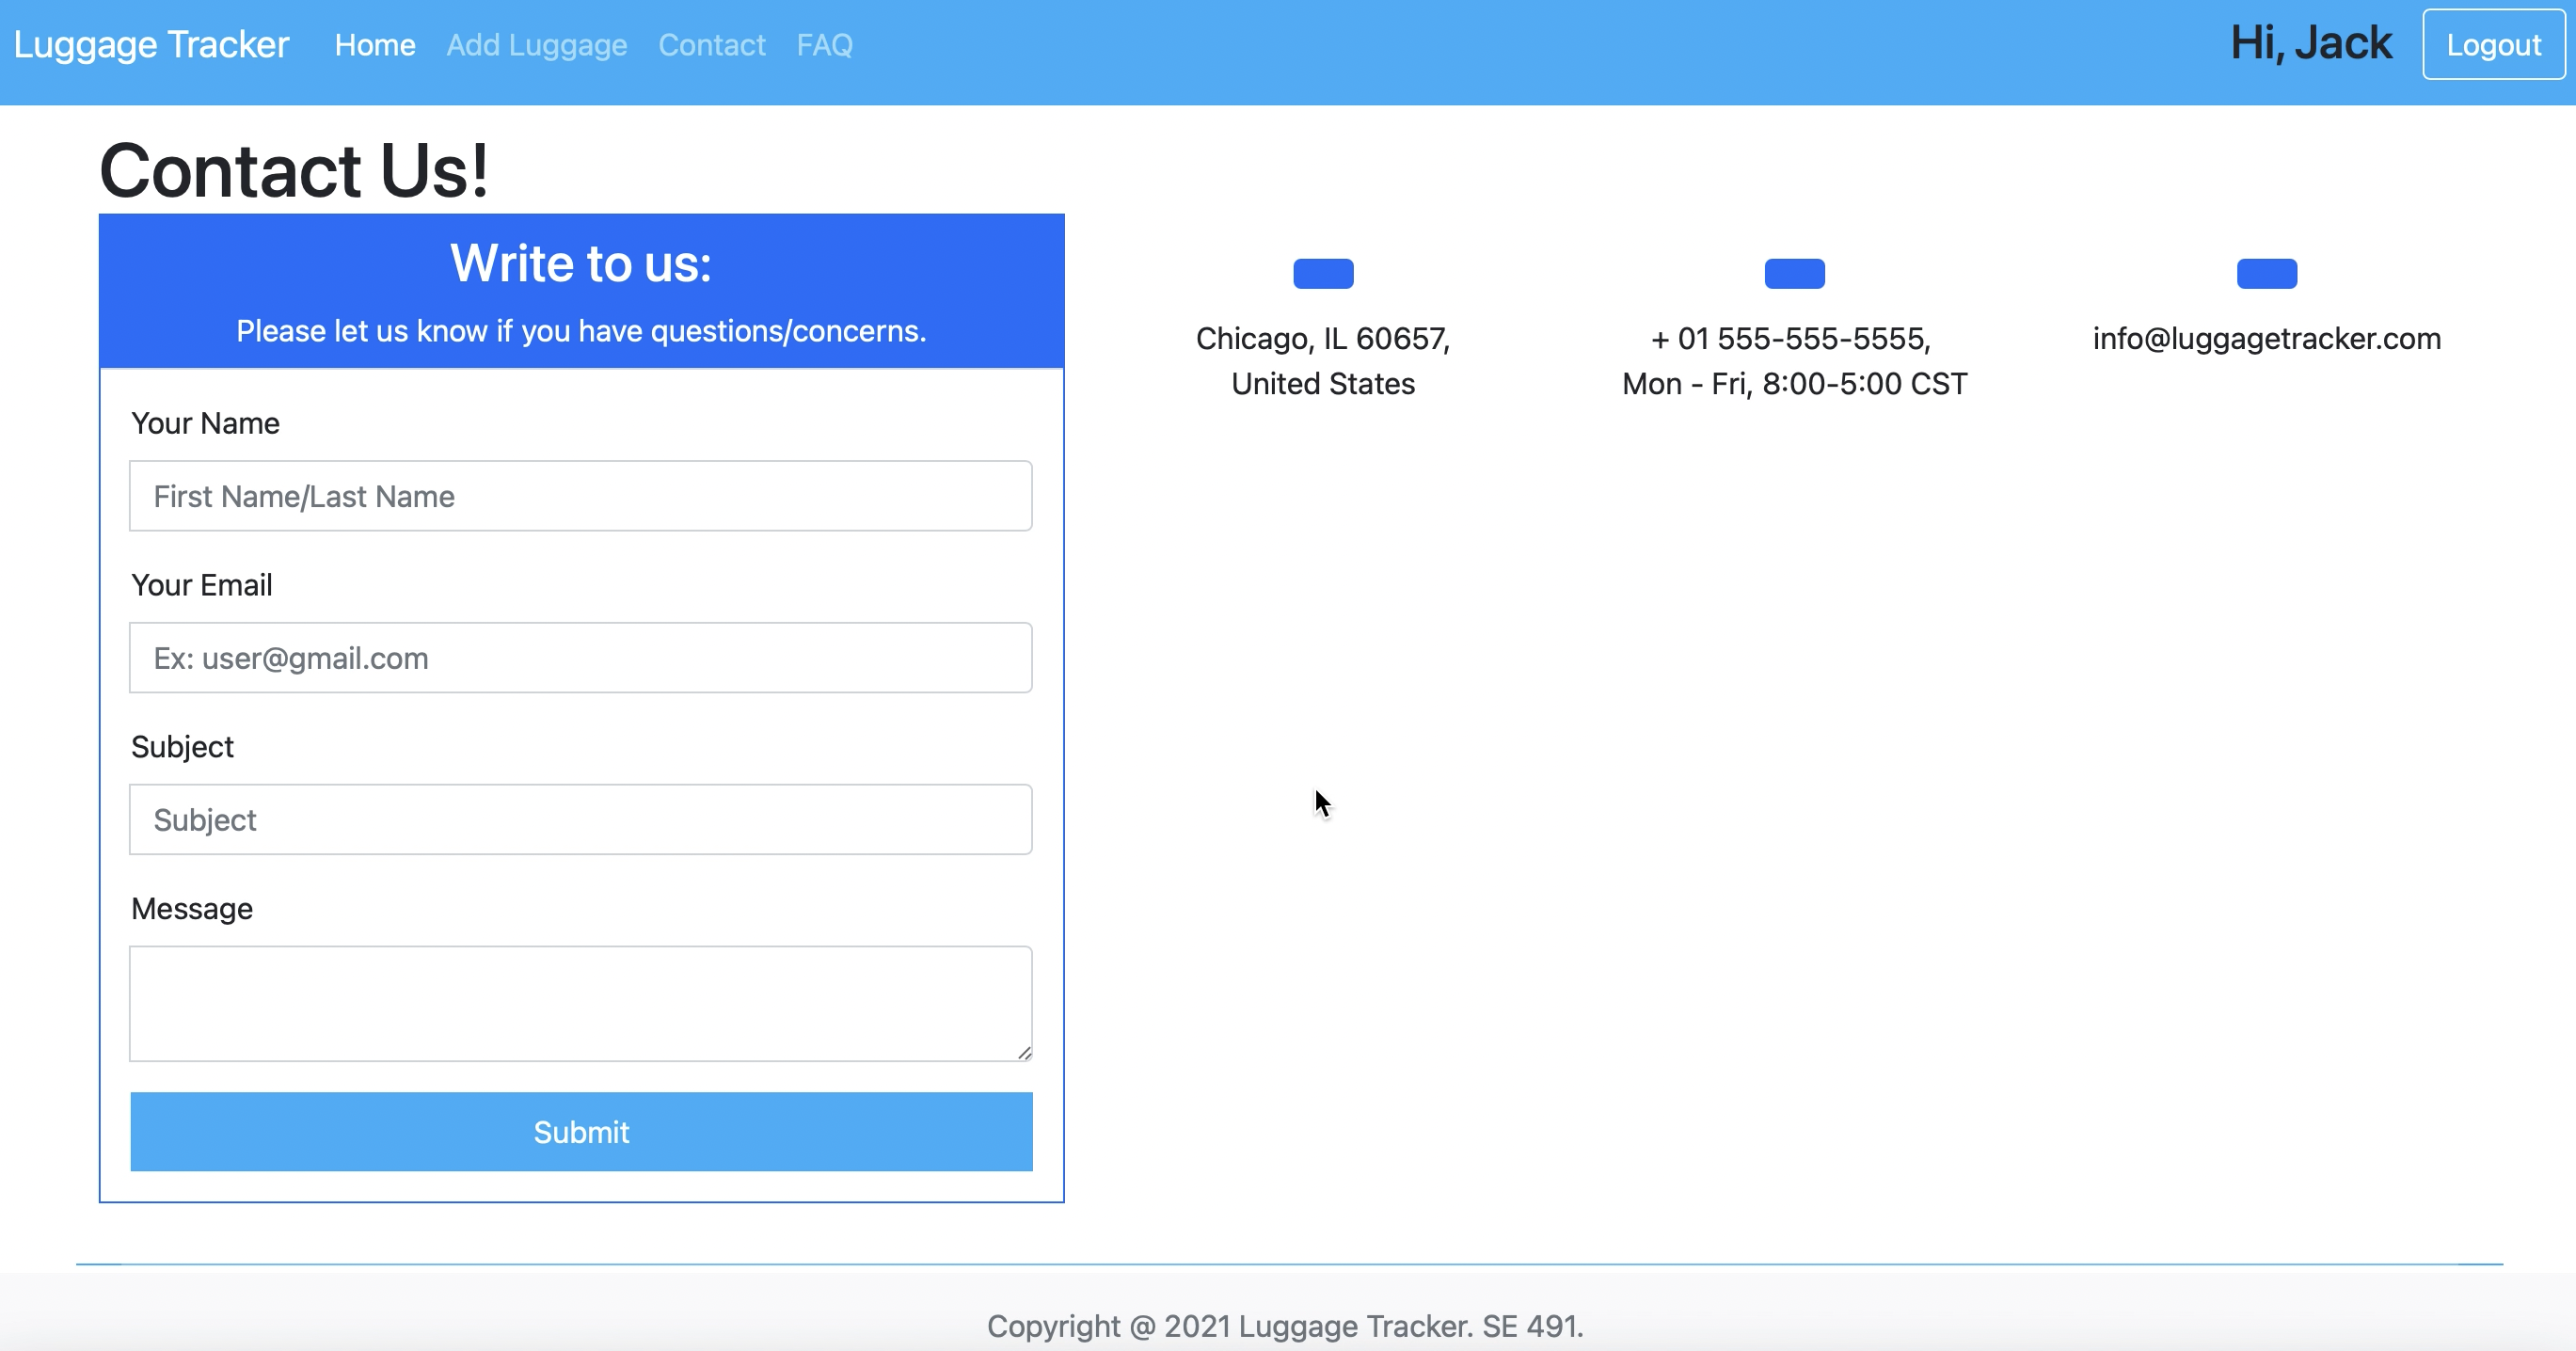 Luggage Tracker Home Add Luggage Contact FAQ Hi, Jack Logout
Contact Us!
Write to us:
Please let us know if you have questions/concerns.
Your Name
First Name/Last Name
Your Email
Ex: user@gmail.com
Subject
Subject
Message
Submit
Chicago, IL 60657,
United States
+ 01 555-555-5555,
Mon - Fri, 8:00-5:00 CST
info@luggagetracker.com
Copyright @ 2021 Luggage Tracker. SE 491.